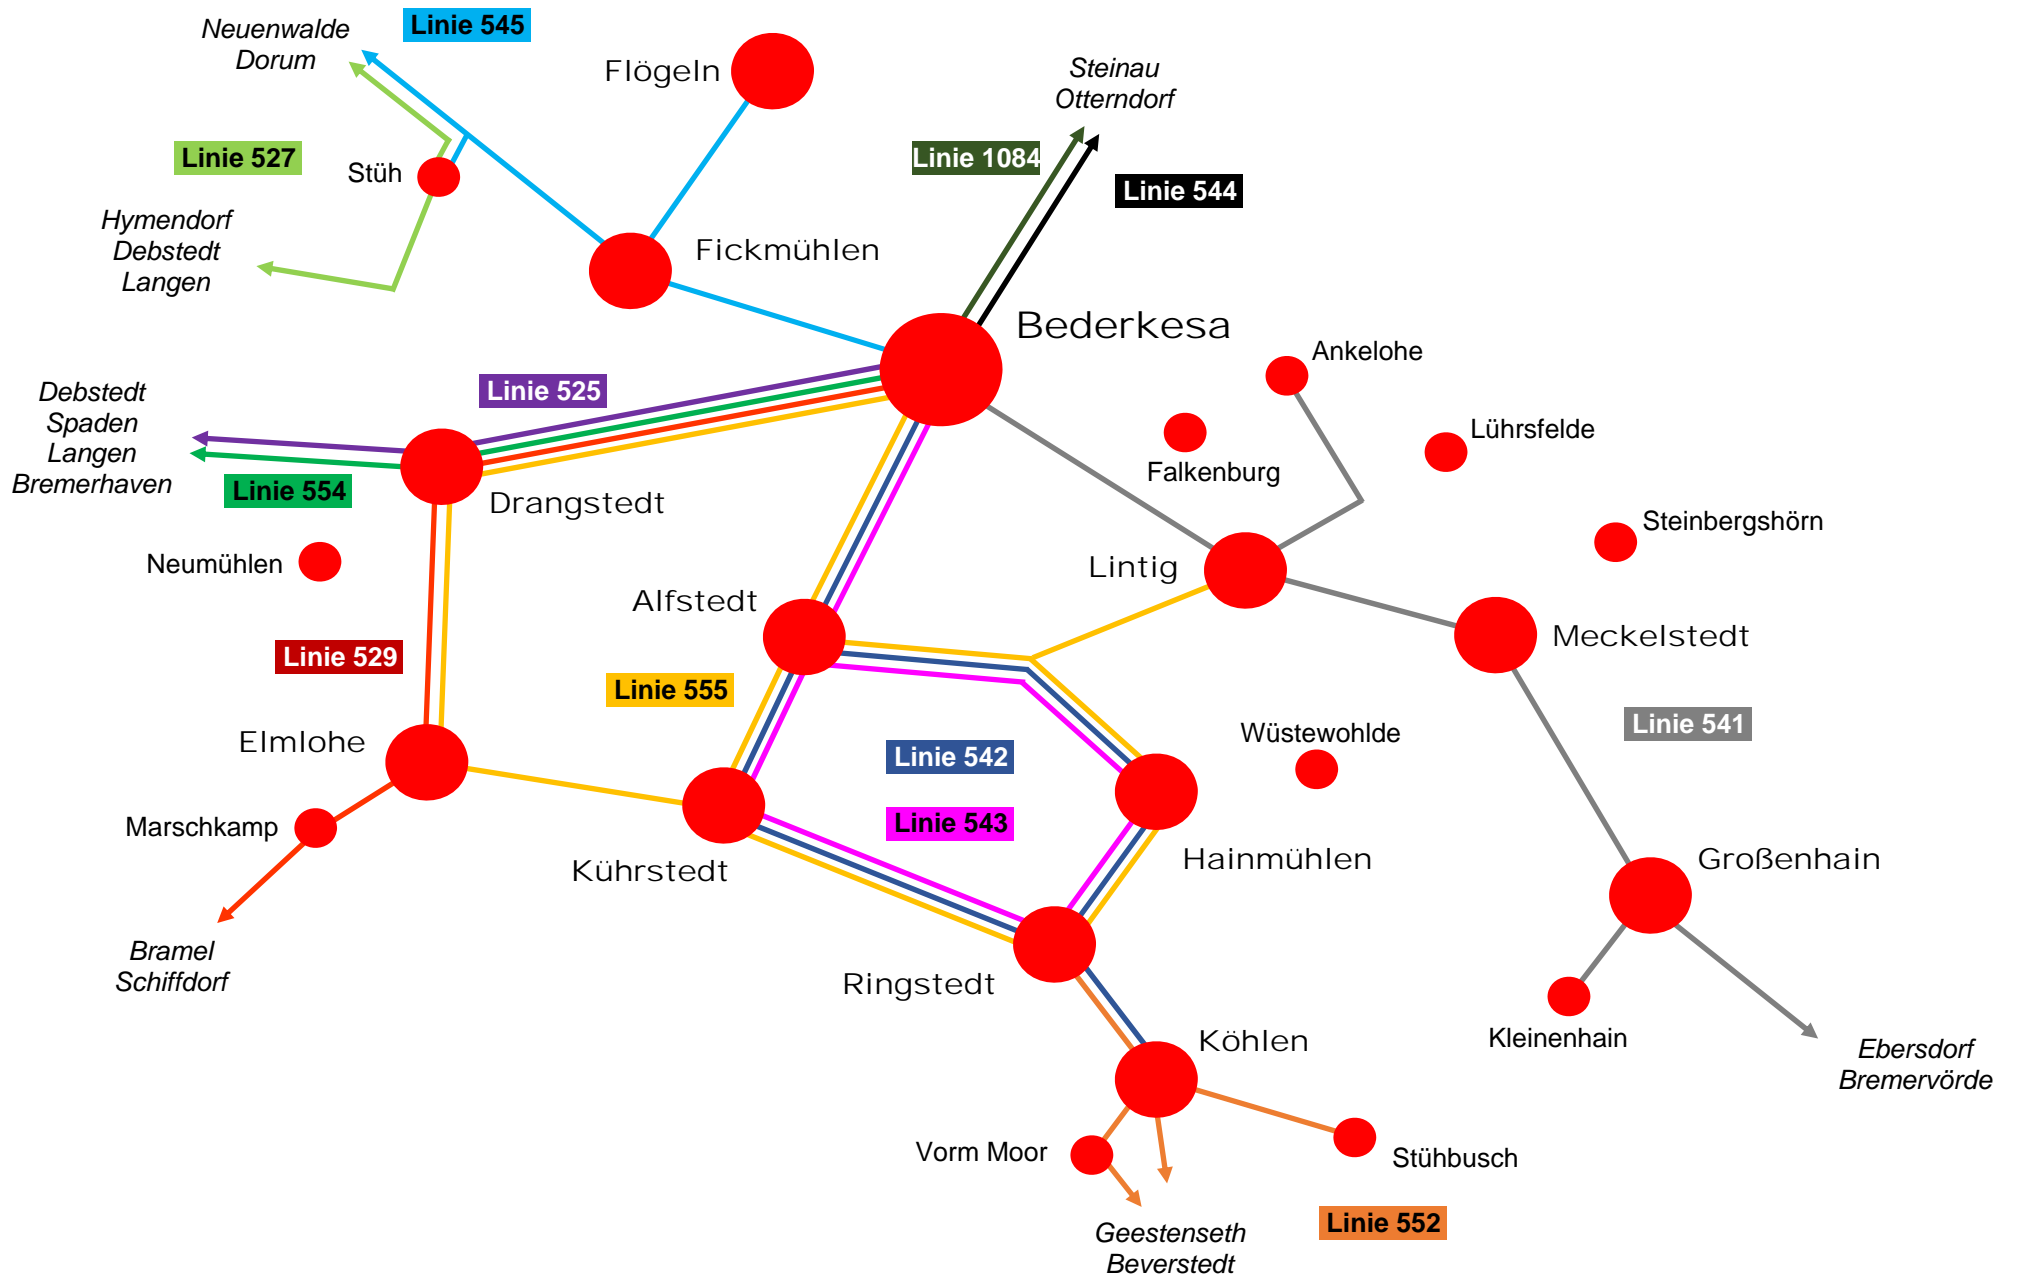 Neuenwalde
Dorum
Linie 545
Flögeln
Steinau
Otterndorf
Linie 527
Stüh
Linie 1084
Linie 544
Hymendorf
Debstedt
Langen
Fickmühlen
Bederkesa
Ankelohe
Debstedt
Spaden
Langen
Bremerhaven
Linie 525
Lührsfelde
Falkenburg
Linie 554
Drangstedt
Steinbergshörn
Neumühlen
Lintig
Alfstedt
Meckelstedt
Linie 529
Linie 555
Elmlohe
Linie 542
Wüstewohlde
Linie 541
Marschkamp
Linie 543
Kührstedt
Hainmühlen
Großenhain
Bramel
Schiffdorf
Ringstedt
Köhlen
Kleinenhain
Ebersdorf
Bremervörde
Vorm Moor
Stühbusch
Linie 552
Geestenseth
Beverstedt